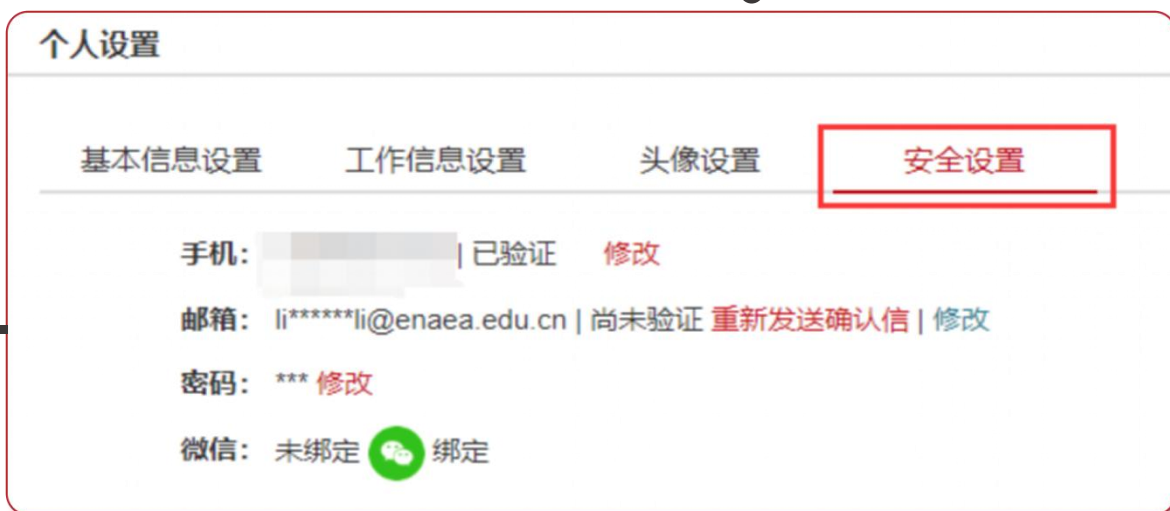 个人设置
基本信息设置 工作信息设置 头像设置 安全设置
手机: | 已验证 修改
邮箱: li******li@enaea.edu.cn | 尚未验证 重新发送确认信 | 修改
密码: *** 修改
微信: 未绑定 绑定